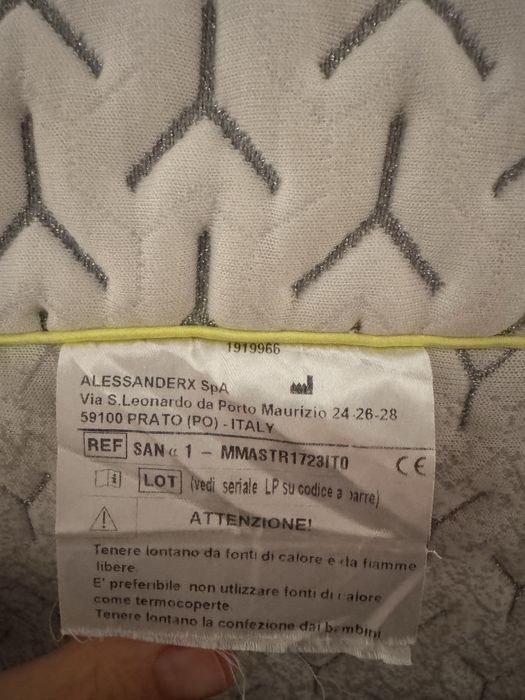 1919966
ALESSANDERX SpA
Via S.Leonardo da Porto Maurizio 24-26-28
59100 PRATO (PO) - ITALY
REF SAN α 1 - MMASTR1723IT0
CE
LOT (vedi seriale LP su codice a barre)
ATTENZIONE!
Tenere lontano da fonti di calore e da fiamme
libere.
E' preferibile non utilizzare fonti di calore
come termocoperte.
Tenere lontano la confezione dai bambini